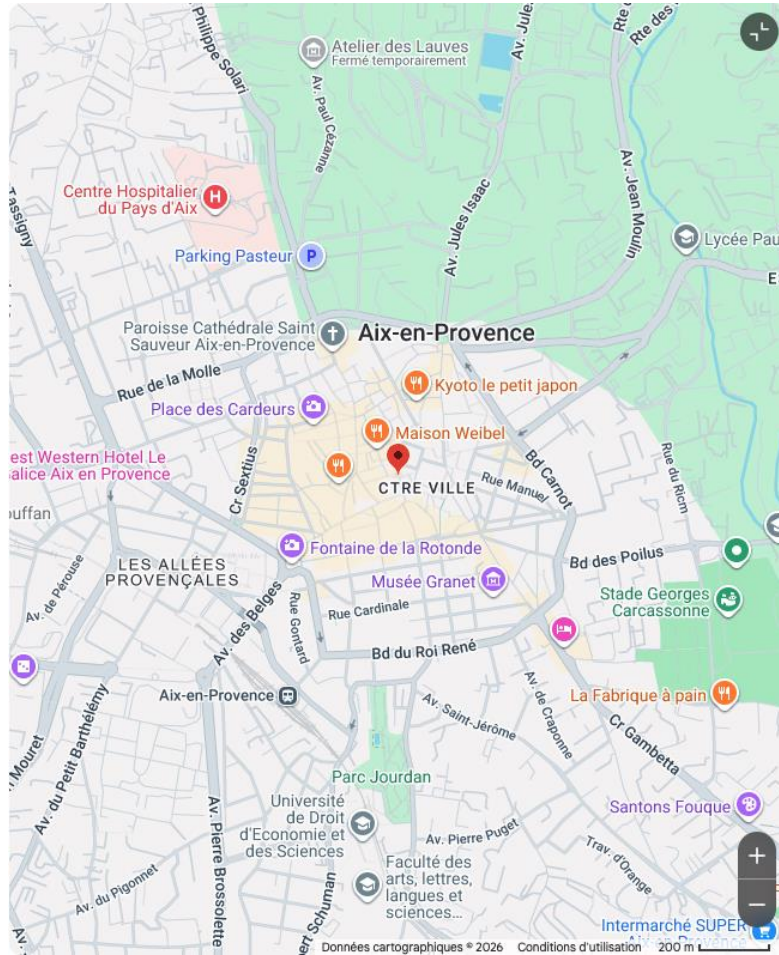 Philippe Solari
Atelier des Lauves
Fermé temporairement
Av. Paul Cézanne
Av. Jules
Rte des
Av. Jean Moulin
Av. Jules Isaac
Tassigny
Centre Hospitalier
du Pays d'Aix
H
Parking Pasteur
P
Lycée Pau
E
Paroisse Cathédrale Saint
Sauveur Aix-en-Provence
Aix-en-Provence
Rue de la Molle
Kyoto le petit japon
Place des Cardeurs
Maison Weibel
est Western Hotel Le
alice Aix en Provence
Cr Sextius
CTRE VILLE
Rue Manuel
Bd Carnot
Rue du Ricm
ouffan
Fontaine de la Rotonde
Bd des Poilus
LES ALLÉES
PROVENÇALES
Musée Granet
Stade Georges
Carcassonne
Av. de Pérouse
Av. des Belges
Rue Gontard
Rue Cardinale
Bd du Roi René
Aix-en-Provence
La Fabrique à pain
Av. Saint-Jérôme
Av. de Craponne
Cr Gambetta
Mouret
Av. du Petit Barthélémy
Parc Jourdan
Av. Pierre Brossolette
Université
de Droit
d'Economie et
des Sciences
Santons Fouque
Av. Pierre Puget
Trav. d'Orange
Faculté des
arts, lettres,
langues et
sciences...
Av. du Pigonnet
ert Schuman
+
−
Intermarché SUPER
Aix-en-Provence
Données cartographiques © 2026 Conditions d'utilisation 200 m